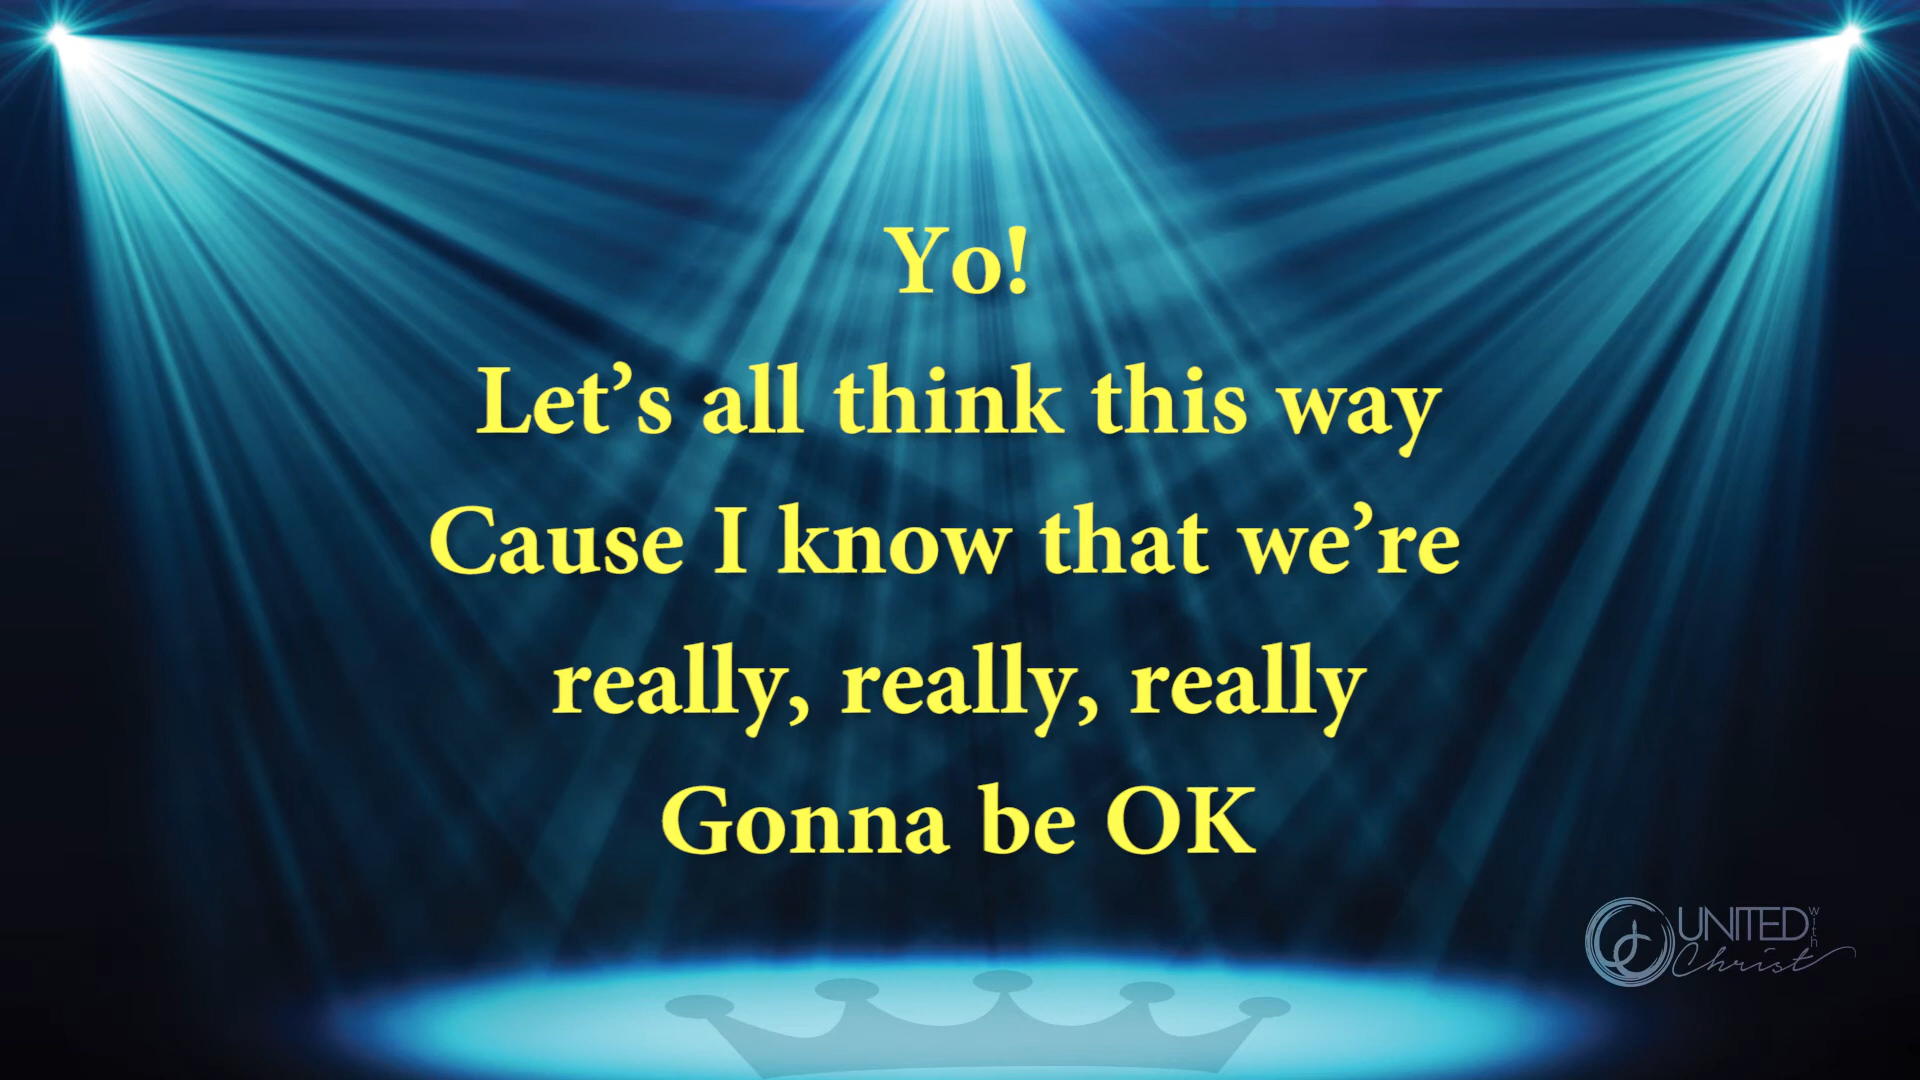 Yo!
Let’s all think this way
Cause I know that we’re
really, really, really
Gonna be OK
UNITED with
Christ